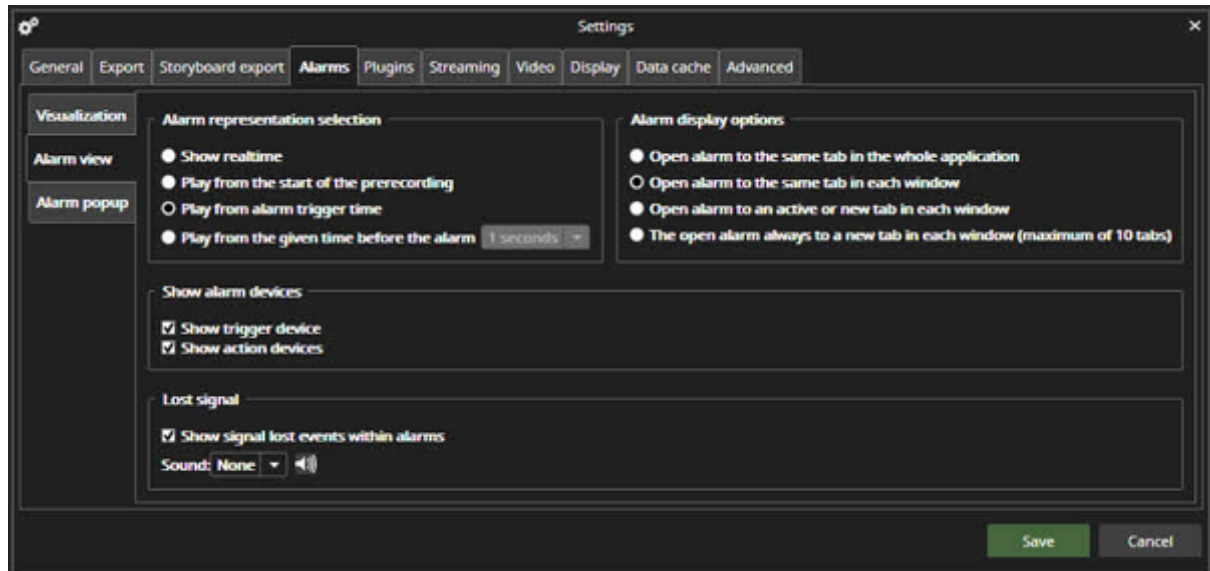 Settings
General Export Storyboard export Alarms Plugins Streaming Video Display Data cache Advanced
Visualization
Alarm view
Alarm popup
Alarm representation selection
Show realtime
Play from the start of the prerecording
Play from alarm trigger time
Play from the given time before the alarm 1 seconds
Alarm display options
Open alarm to the same tab in the whole application
Open alarm to the same tab in each window
Open alarm to an active or new tab in each window
The open alarm always to a new tab in each window (maximum of 10 tabs)
Show alarm devices
Show trigger device
Show action devices
Lost signal
Show signal lost events within alarms
Sound: None
Save Cancel